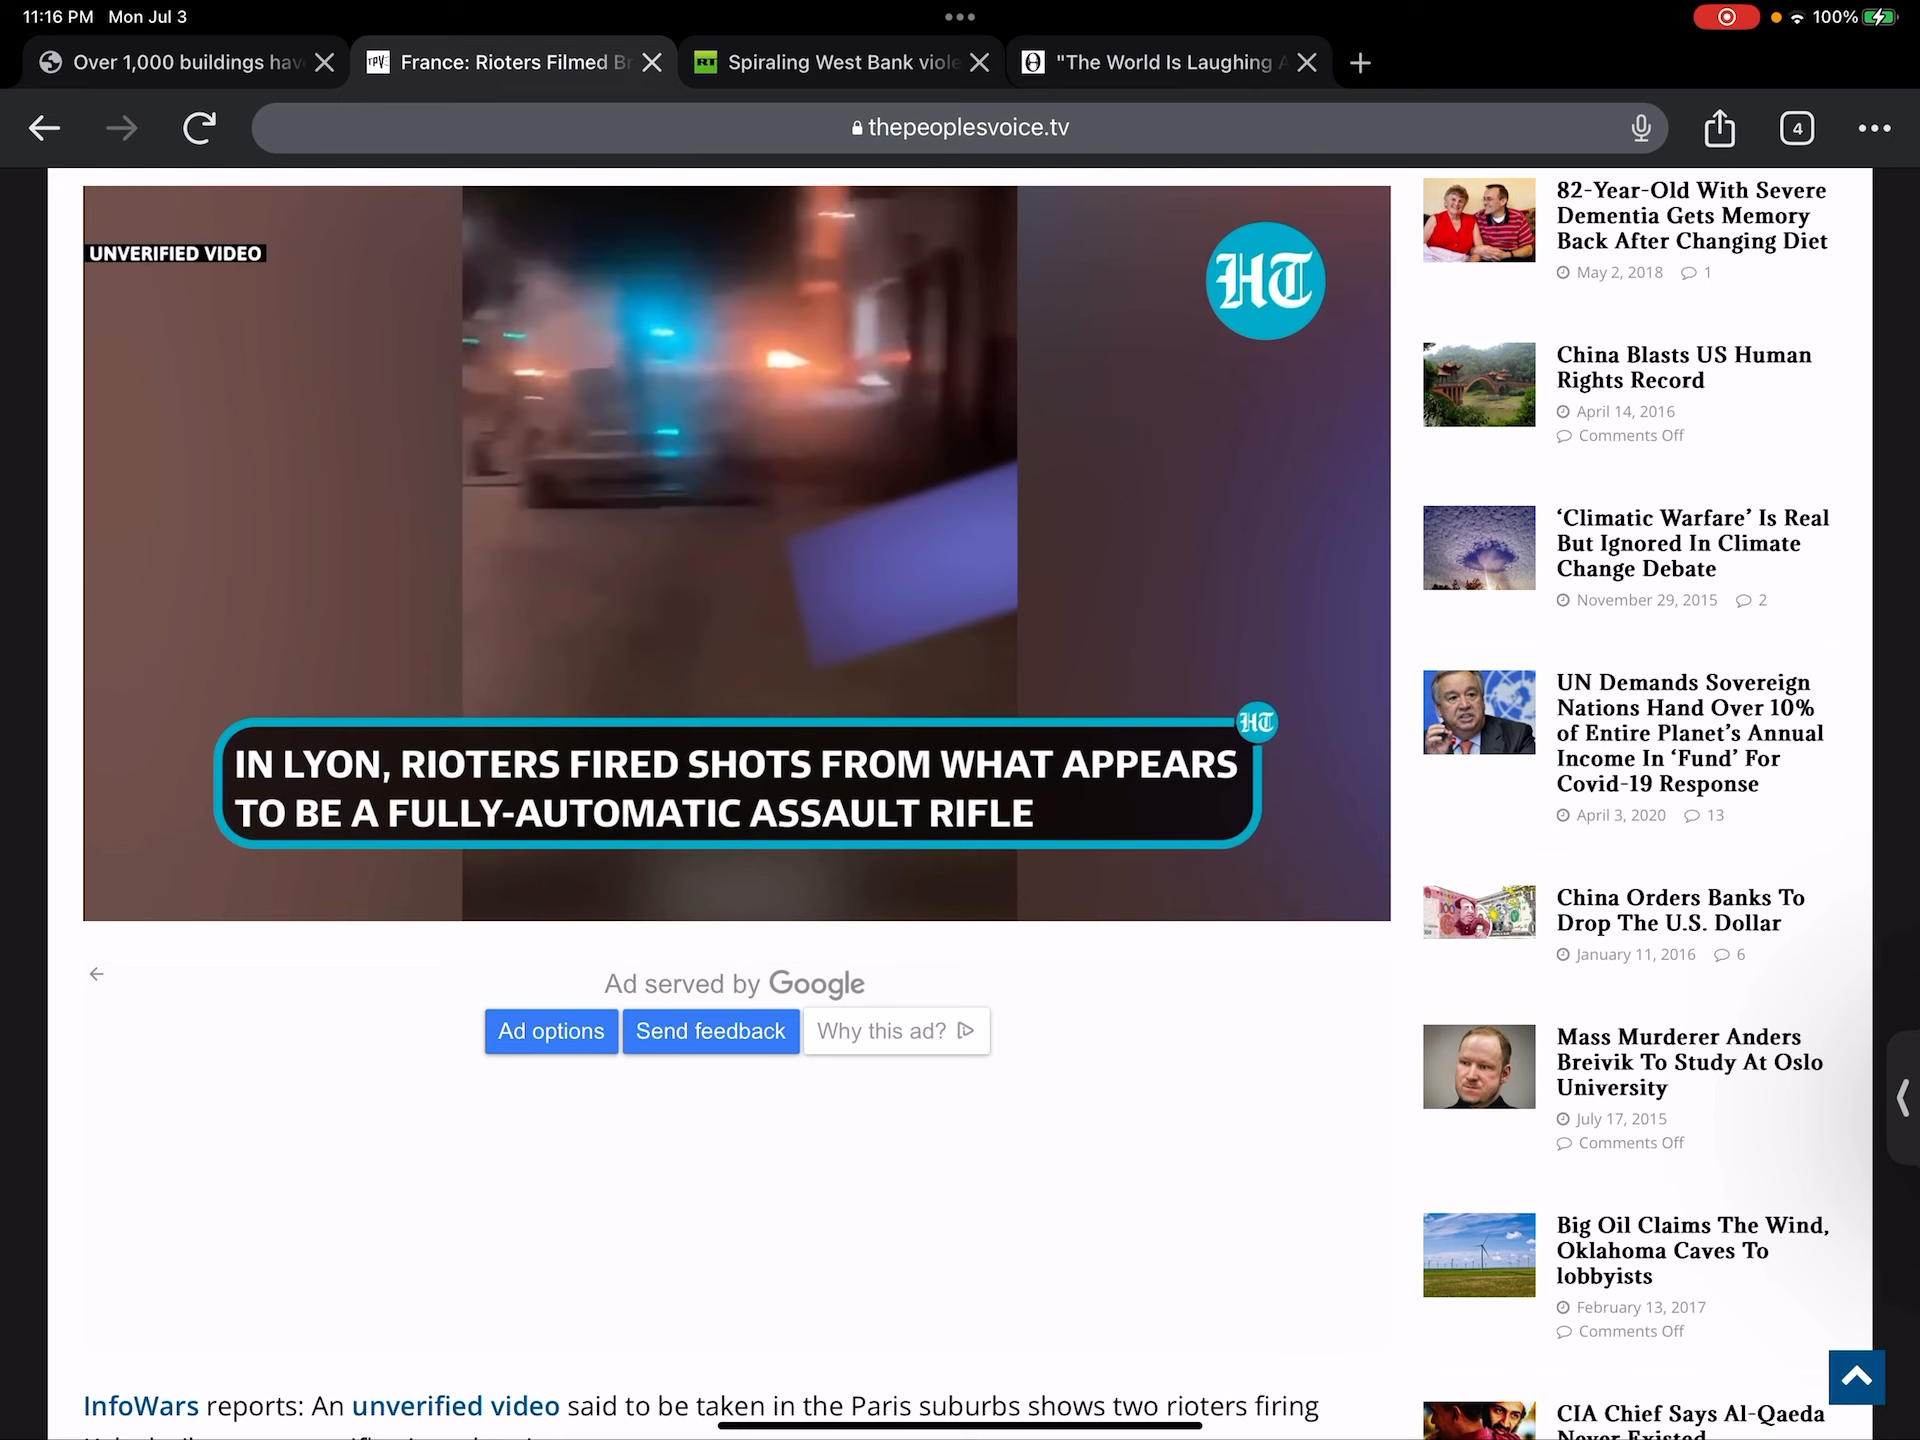 11:16 PM Mon Jul 3
100%
Over 1,000 buildings hav
TPV
France: Rioters Filmed Br
RT
Spiraling West Bank viole
"The World Is Laughing A
thepeoplesvoice.tv
4
UNVERIFIED VIDEO
HT
HT
IN LYON, RIOTERS FIRED SHOTS FROM WHAT APPEARS
TO BE A FULLY-AUTOMATIC ASSAULT RIFLE
Ad served by Google
Ad options
Send feedback
Why this ad?
InfoWars reports: An unverified video said to be taken in the Paris suburbs shows two rioters firing
82-Year-Old With Severe
Dementia Gets Memory
Back After Changing Diet
May 2, 2018 1
China Blasts US Human
Rights Record
April 14, 2016
Comments Off
‘Climatic Warfare’ Is Real
But Ignored In Climate
Change Debate
November 29, 2015 2
UN Demands Sovereign
Nations Hand Over 10%
of Entire Planet’s Annual
Income In ‘Fund’ For
Covid-19 Response
April 3, 2020 13
China Orders Banks To
Drop The U.S. Dollar
January 11, 2016 6
Mass Murderer Anders
Breivik To Study At Oslo
University
July 17, 2015
Comments Off
Big Oil Claims The Wind,
Oklahoma Caves To
lobbyists
February 13, 2017
Comments Off
CIA Chief Says Al-Qaeda
Never Existed